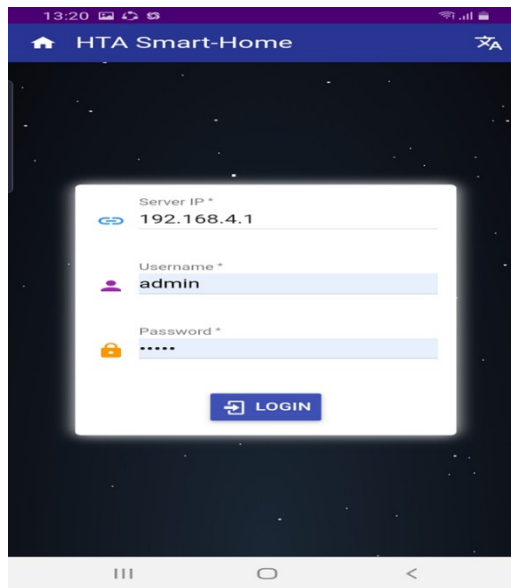 13:20
HTA Smart-Home
Server IP *
192.168.4.1
Username *
admin
Password *
•••••
LOGIN